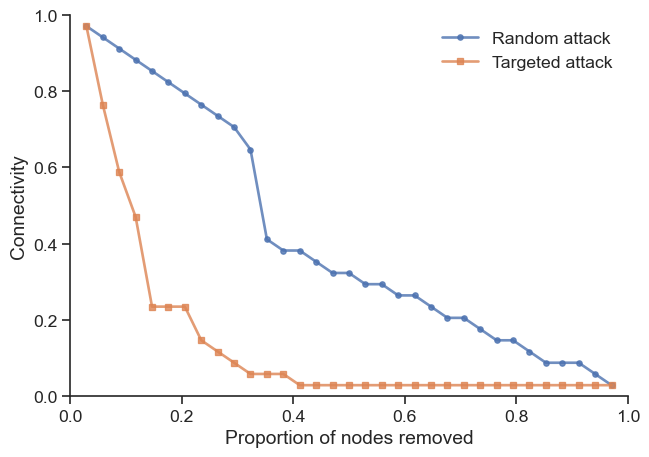 1.0
0.8
0.6
0.4
0.2
0.0
Connectivity
Random attack
Targeted attack
0.0 0.2 0.4 0.6 0.8 1.0
Proportion of nodes removed